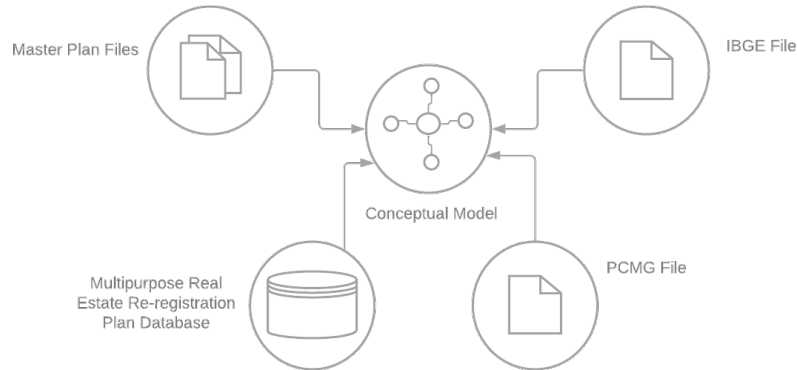 Master Plan Files
IBGE File
Conceptual Model
Multipurpose Real
Estate Re-registration
Plan Database
PCMG File